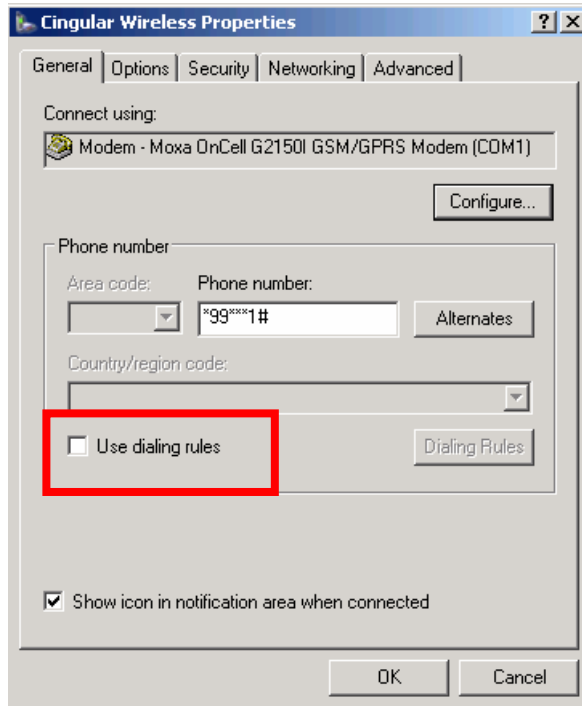 Cingular Wireless Properties
General Options Security Networking Advanced
Connect using:
Modem - Moxa OnCell G2150I GSM/GPRS Modem (COM1)
Configure...
Phone number
Area code: Phone number:
*99***1# Alternates
Country/region code:
Use dialing rules Dialing Rules
Show icon in notification area when connected
OK Cancel